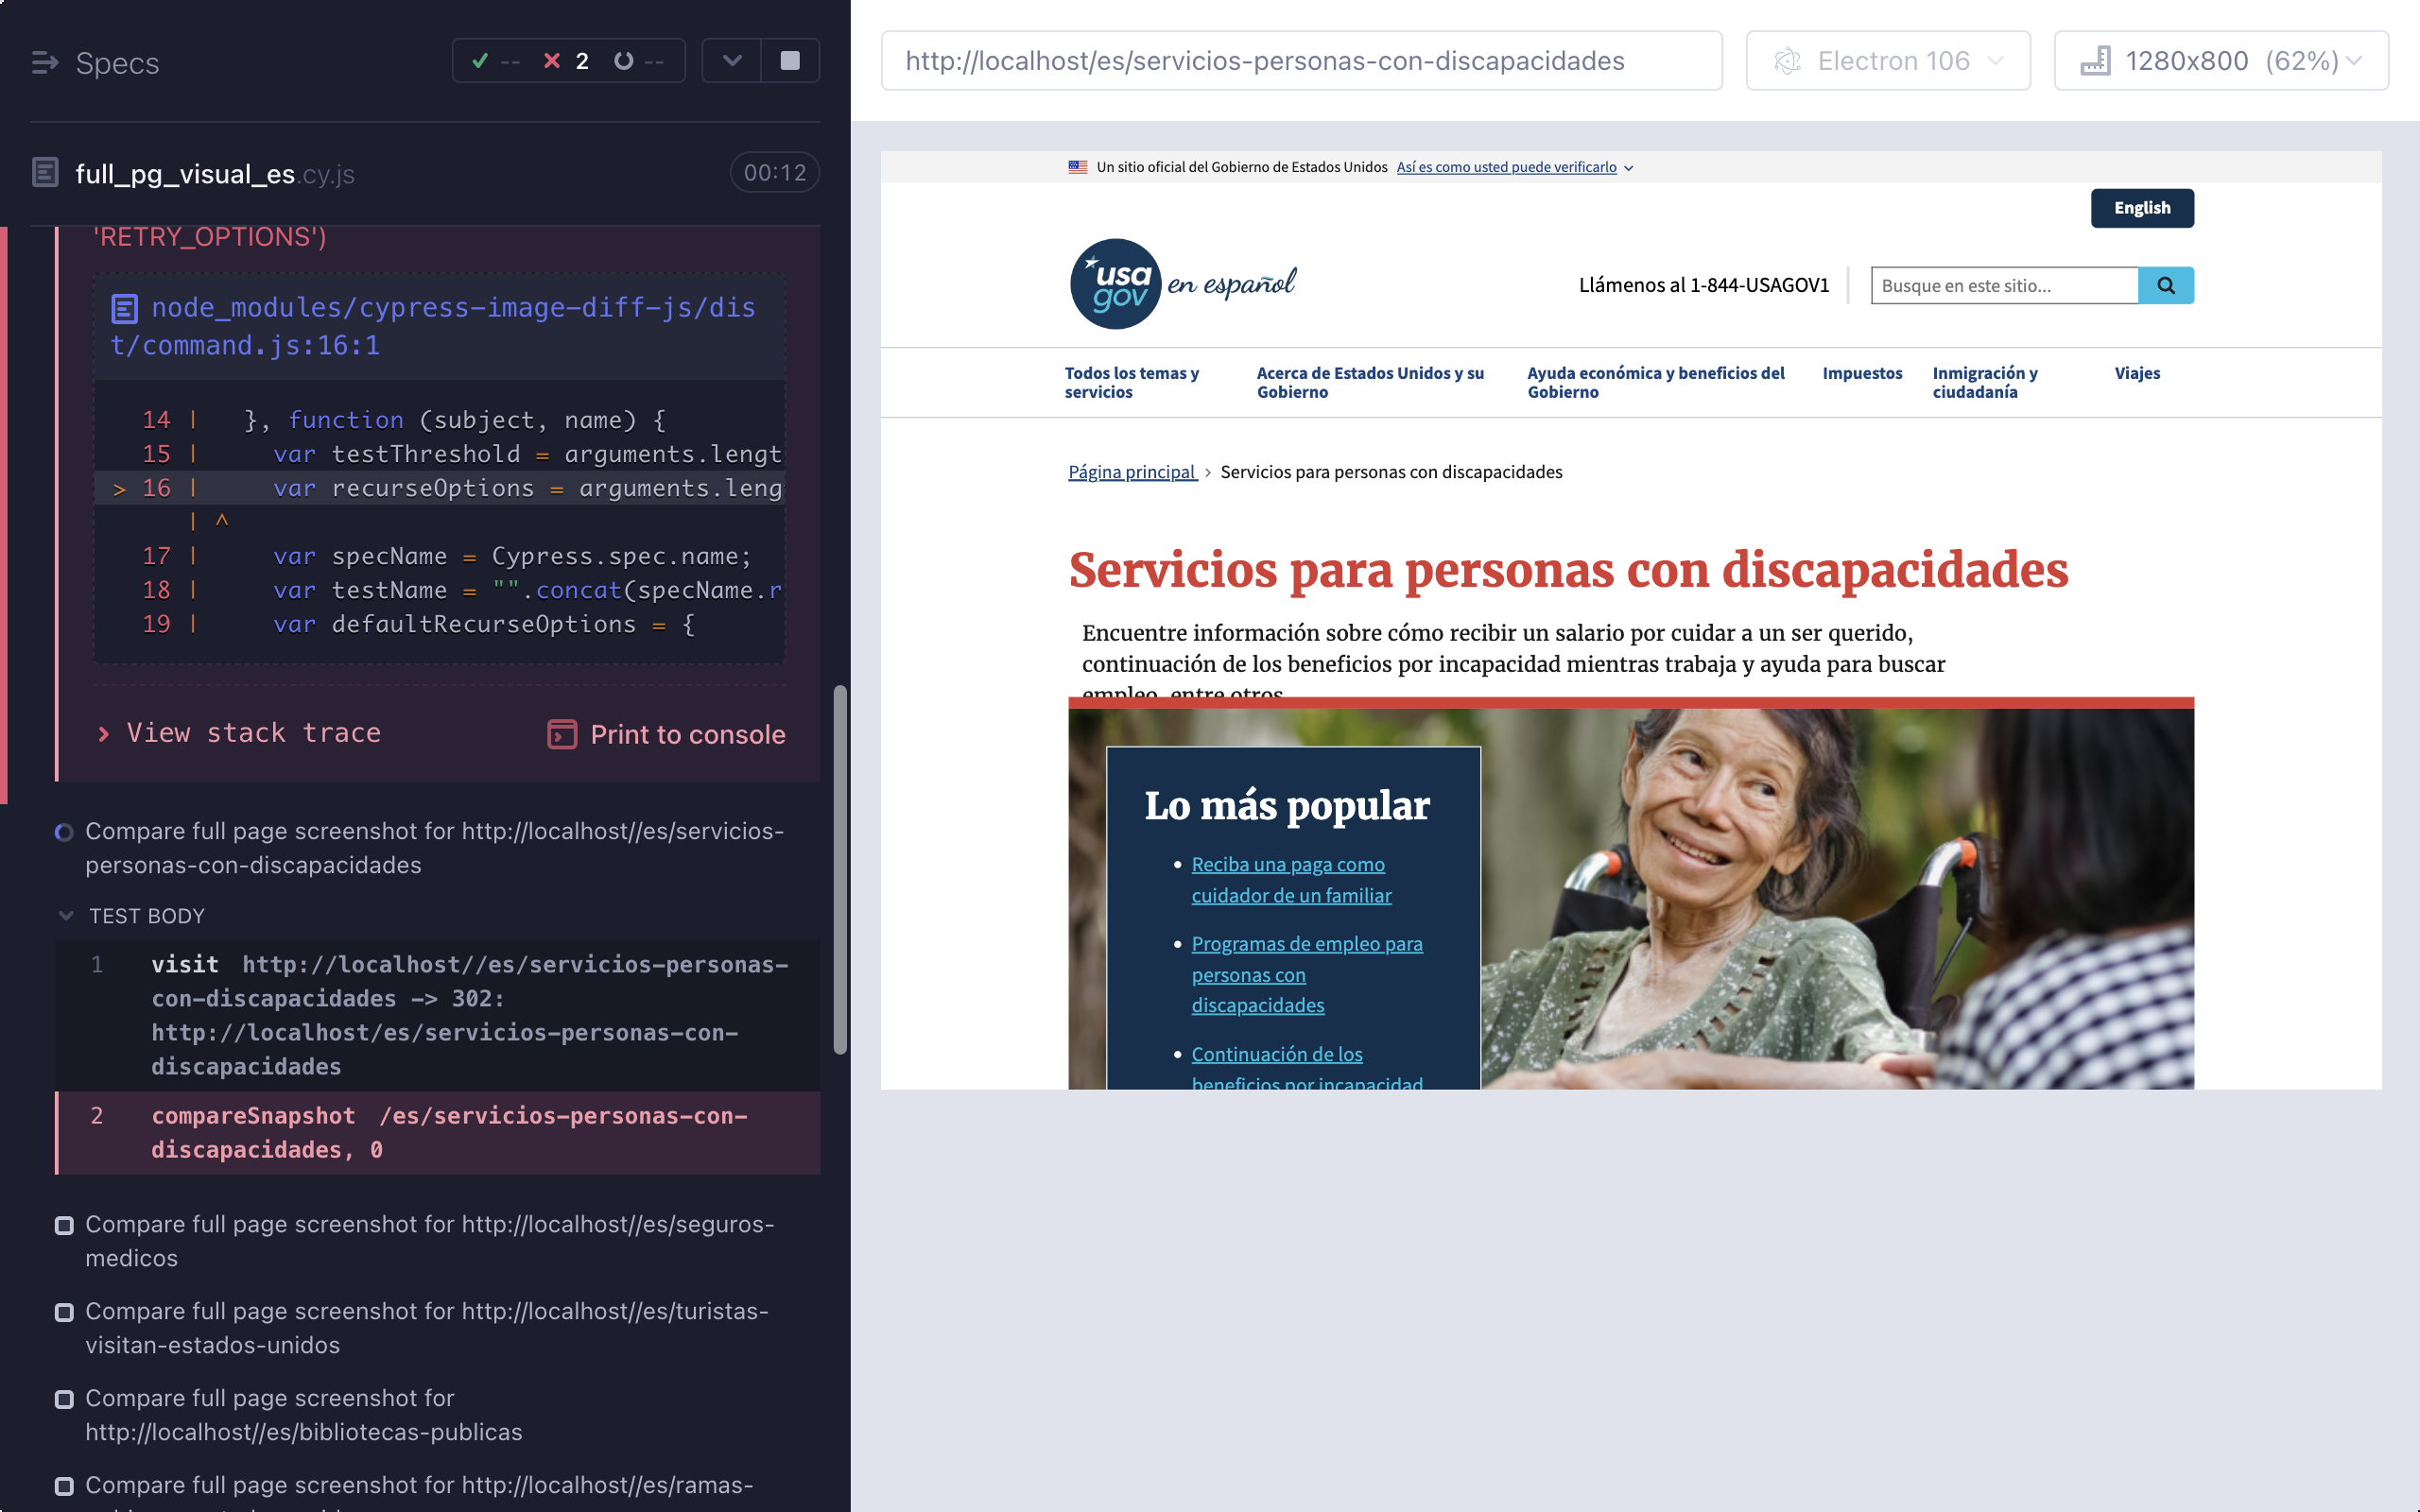 Specs
-- 2 --
full_pg_visual_es.cy.js
00:12
'RETRY_OPTIONS')
node_modules/cypress-image-diff-js/dis
t/command.js:16:1
14 | }, function (subject, name) {
15 | var testThreshold = arguments.lengt
> 16 | var recurseOptions = arguments.leng
| ^
17 | var specName = Cypress.spec.name;
18 | var testName = "".concat(specName.r
19 | var defaultRecurseOptions = {
View stack trace
Print to console
Compare full page screenshot for http://localhost//es/servicios-
personas-con-discapacidades
TEST BODY
1 visit http://localhost//es/servicios-personas-
con-discapacidades -> 302:
http://localhost/es/servicios-personas-con-
discapacidades
2 compareSnapshot /es/servicios-personas-con-
discapacidades, 0
Compare full page screenshot for http://localhost//es/seguros-
medicos
Compare full page screenshot for http://localhost//es/turistas-
visitan-estados-unidos
Compare full page screenshot for
http://localhost//es/bibliotecas-publicas
Compare full page screenshot for http://localhost//es/ramas-
http://localhost/es/servicios-personas-con-discapacidades
Electron 106
1280x800 (62%)
Un sitio oficial del Gobierno de Estados Unidos Así es como usted puede verificarlo
English
usa
gov
en español
Llámenos al 1-844-USAGOV1
Busque en este sitio...
Todos los temas y
servicios
Acerca de Estados Unidos y su
Gobierno
Ayuda económica y beneficios del
Gobierno
Impuestos
Inmigración y
ciudadanía
Viajes
Página principal › Servicios para personas con discapacidades
Servicios para personas con discapacidades
Encuentre información sobre cómo recibir un salario por cuidar a un ser querido,
continuación de los beneficios por incapacidad mientras trabaja y ayuda para buscar
empleo, entre otros
Lo más popular
• Reciba una paga como
cuidador de un familiar
• Programas de empleo para
personas con
discapacidades
• Continuación de los
beneficios por incapacidad